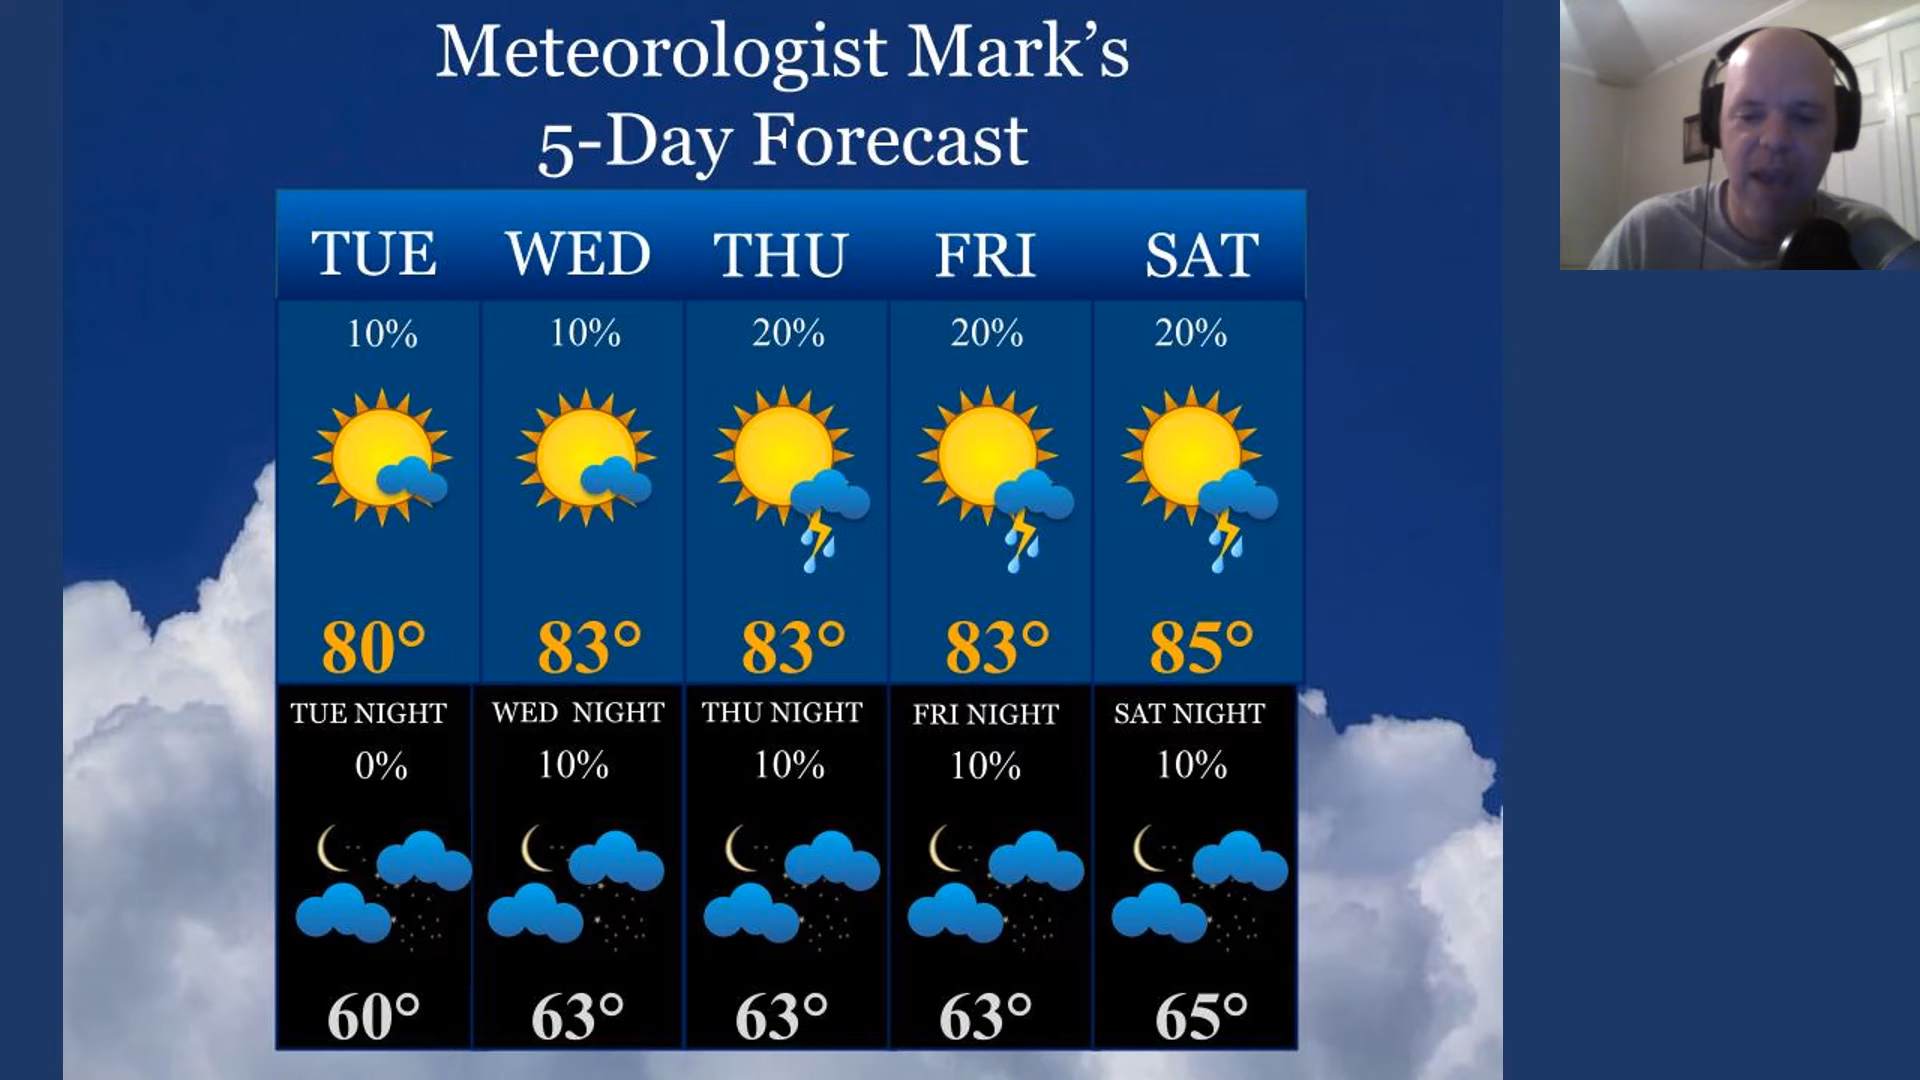 Meteorologist Mark's
5-Day Forecast
TUE WED THU FRI SAT
10% 10% 20% 20% 20%
80° 83° 83° 83° 85°
TUE NIGHT WED NIGHT THU NIGHT FRI NIGHT SAT NIGHT
0% 10% 10% 10% 10%
60° 63° 63° 63° 65°